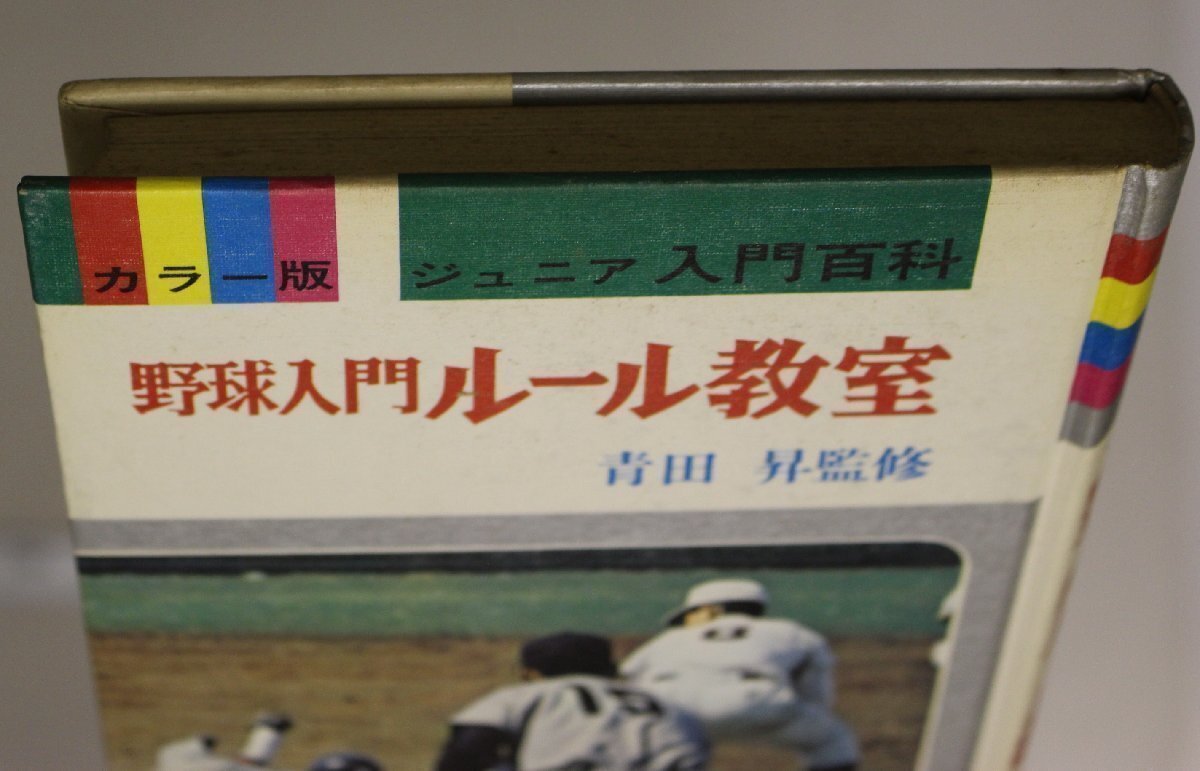 カラー版
ジュニア入門百科
野球入門ルール教室
青田 昇監修
15